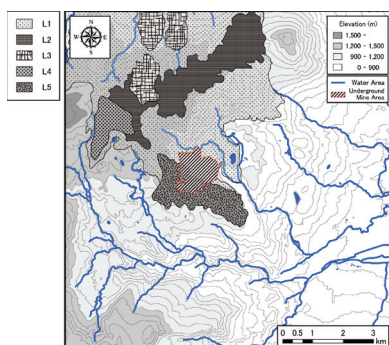 L1
L2
L3
L4
L5
N
W
E
S
Elevation (m)
1,500 ~
1,200 - 1,500
900 - 1,200
0 - 900
Water Area
Underground
Mine Area
0 0.5 1 2 3
km